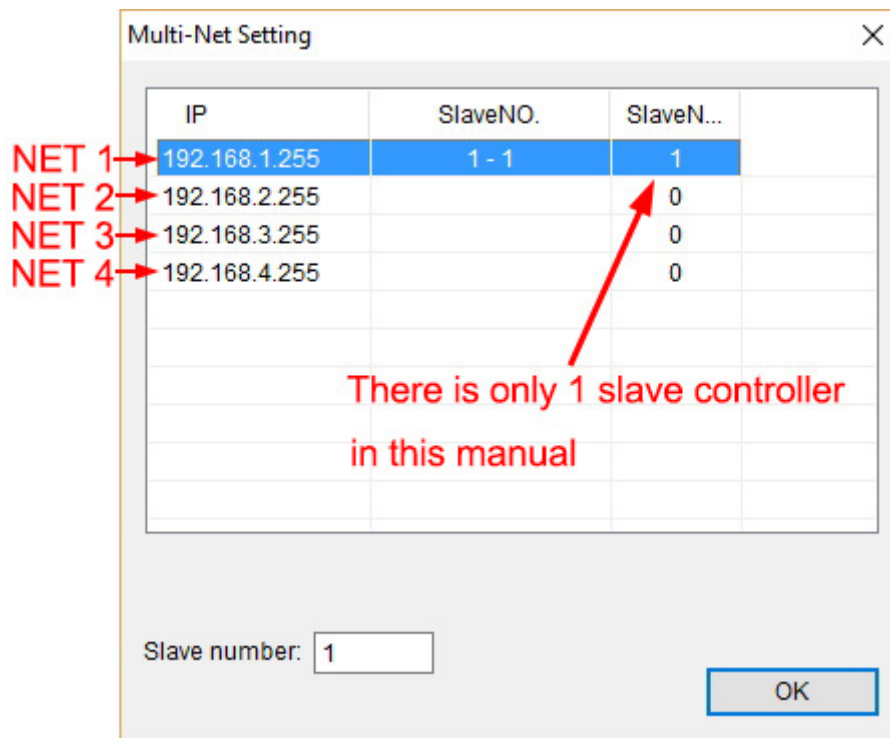 Multi-Net Setting
IP SlaveNO. SlaveN...
NET 1 192.168.1.255 1 - 1 1
NET 2 192.168.2.255 0
NET 3 192.168.3.255 0
NET 4 192.168.4.255 0
There is only 1 slave controller
in this manual
Slave number: 1
OK